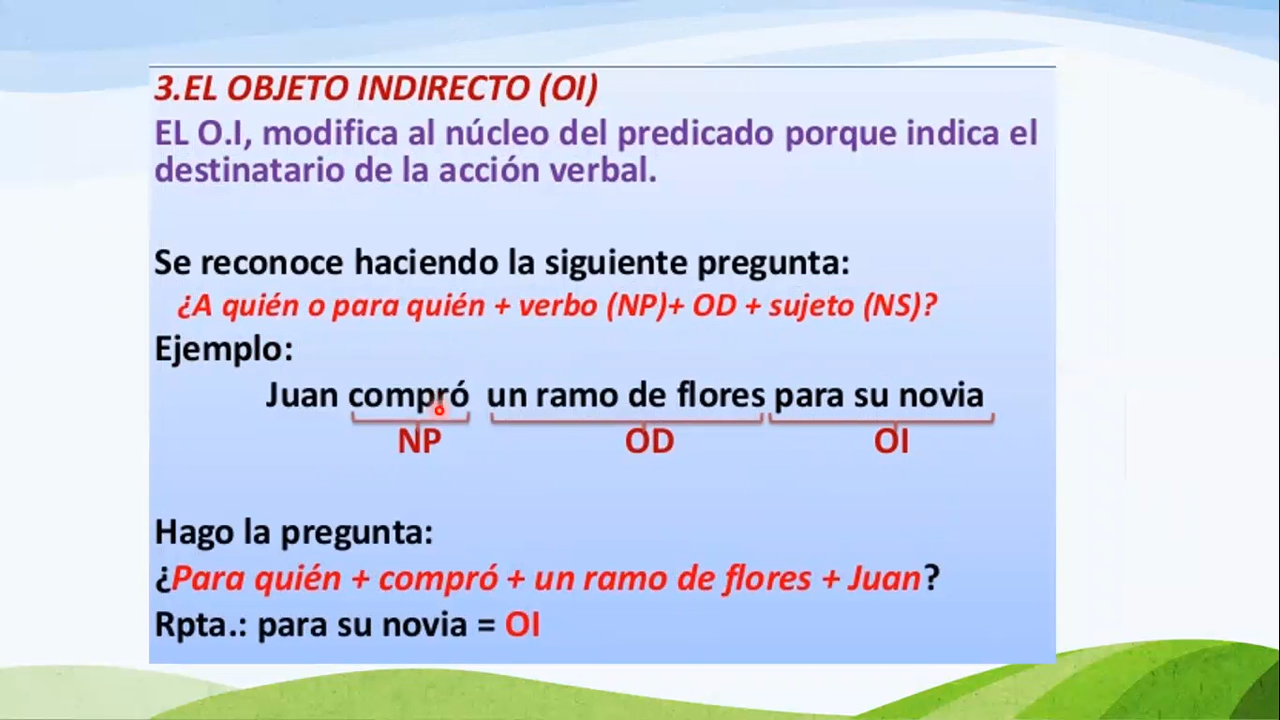 3.EL OBJETO INDIRECTO (OI)
EL O.I, modifica al núcleo del predicado porque indica el
destinatario de la acción verbal.
Se reconoce haciendo la siguiente pregunta:
¿A quién o para quién + verbo (NP)+ OD + sujeto (NS)?
Ejemplo:
Juan compró un ramo de flores para su novia
NP OD OI
Hago la pregunta:
¿Para quién + compró + un ramo de flores + Juan?
Rpta.: para su novia = OI